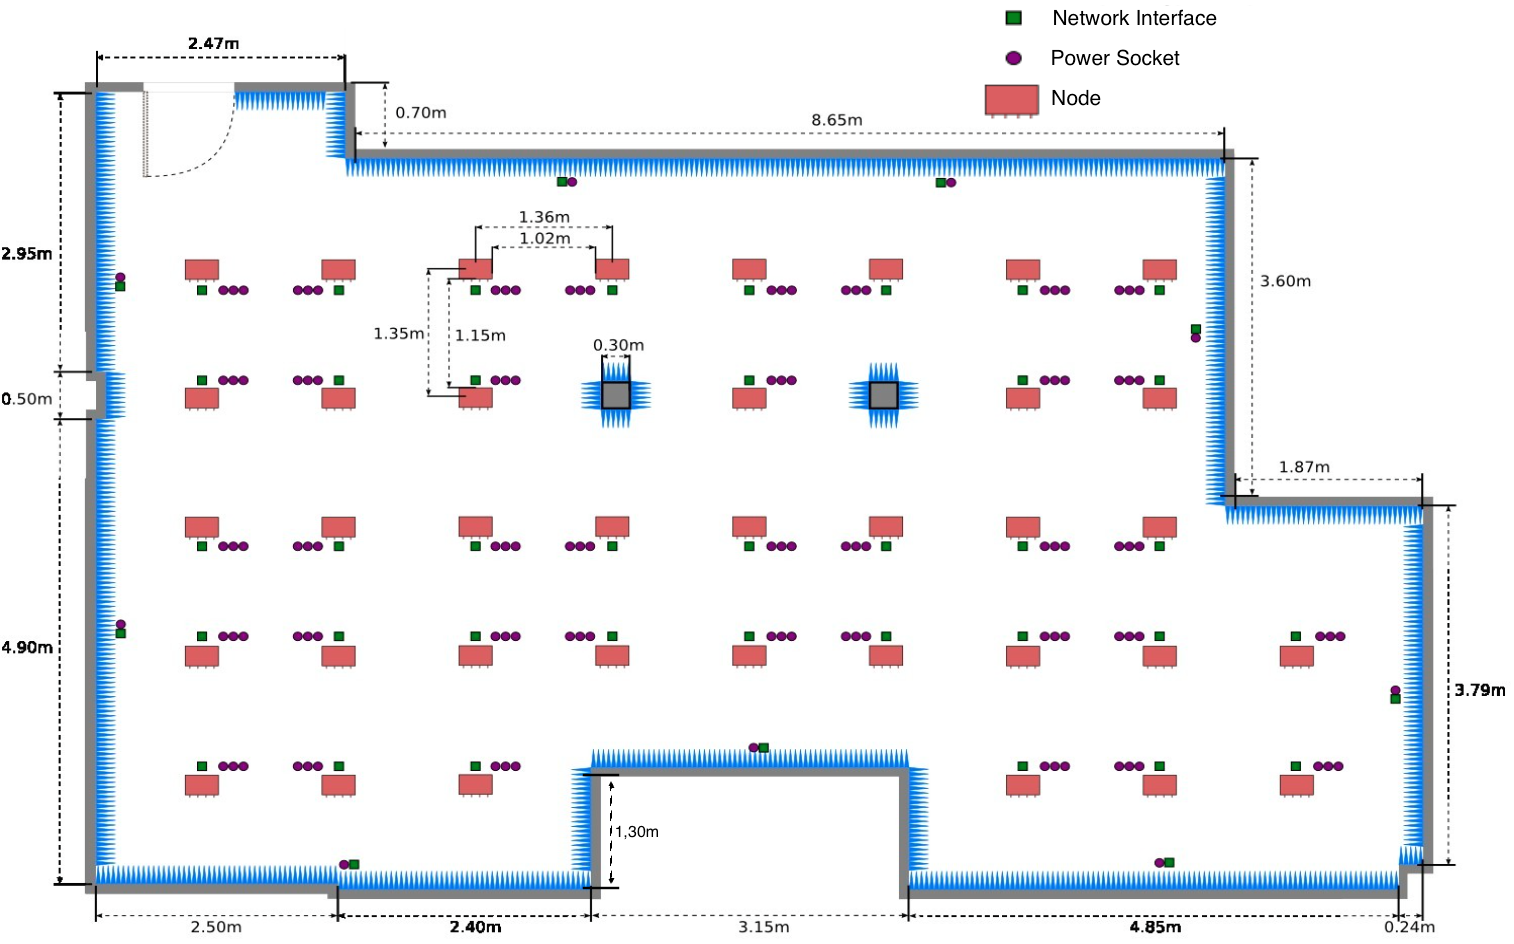 Network Interface
2.47m
Power Socket
Node
0.70m
8.65m
1.36m
1.02m
2.95m
3.60m
1.35m
1.15m
0.30m
0.50m
1.87m
4.90m
3.79m
1,30m
2.50m
2.40m
3.15m
4.85m
0.24m